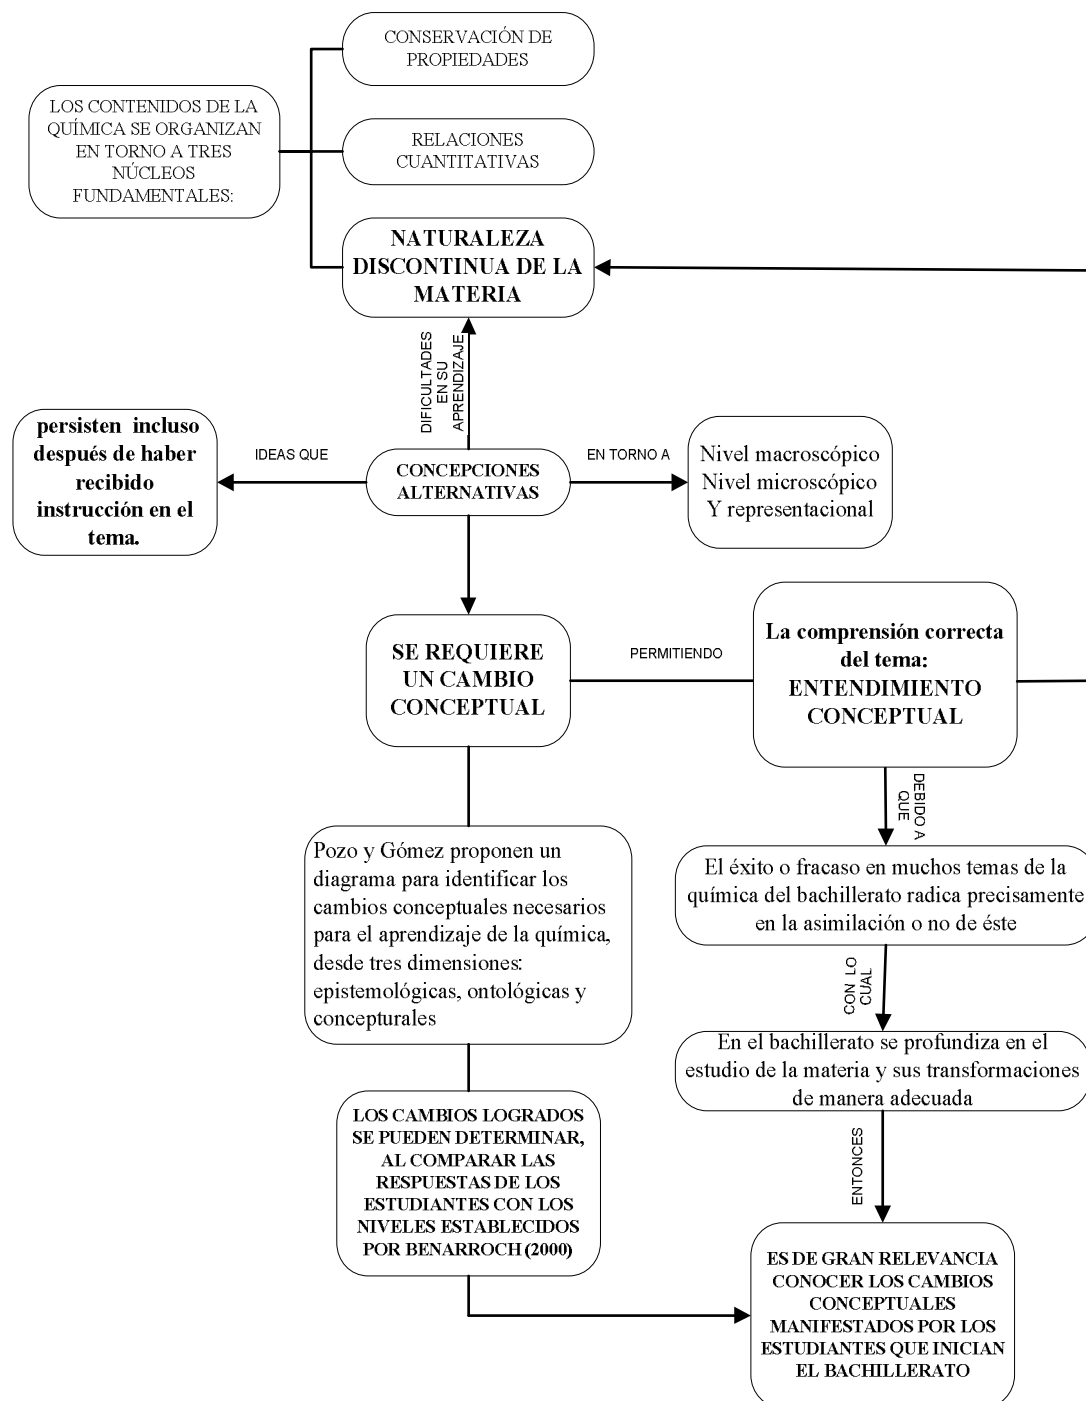 CONSERVACIÓN DE
PROPIEDADES
LOS CONTENIDOS DE LA
QUÍMICA SE ORGANIZAN
EN TORNO A TRES
NÚCLEOS
FUNDAMENTALES:
RELACIONES
CUANTITATIVAS
NATURALEZA
DISCONTINUA DE LA
MATERIA
DIFICULTADES
EN SU
APRENDIZAJE
persisten incluso
después de haber
recibido
instrucción en el
tema.
IDEAS QUE
CONCEPCIONES
ALTERNATIVAS
EN TORNO A
Nivel macroscópico
Nivel microscópico
Y representacional
SE REQUIERE
UN CAMBIO
CONCEPTUAL
PERMITIENDO
La comprensión correcta
del tema:
ENTENDIMIENTO
CONCEPTUAL
DEBIDO A
QUE
Pozo y Gómez proponen un
diagrama para identificar los
cambios conceptuales necesarios
para el aprendizaje de la química,
desde tres dimensiones:
epistemológicas, ontológicas y
concepturales
El éxito o fracaso en muchos temas de la
química del bachillerato radica precisamente
en la asimilación o no de éste
CON LO
CUAL
En el bachillerato se profundiza en el
estudio de la materia y sus transformaciones
de manera adecuada
LOS CAMBIOS LOGRADOS
SE PUEDEN DETERMINAR,
AL COMPARAR LAS
RESPUESTAS DE LOS
ESTUDIANTES CON LOS
NIVELES ESTABLECIDOS
POR BENARROCH (2000)
ENTONCES
ES DE GRAN RELEVANCIA
CONOCER LOS CAMBIOS
CONCEPTUALES
MANIFESTADOS POR LOS
ESTUDIANTES QUE INICIAN
EL BACHILLERATO